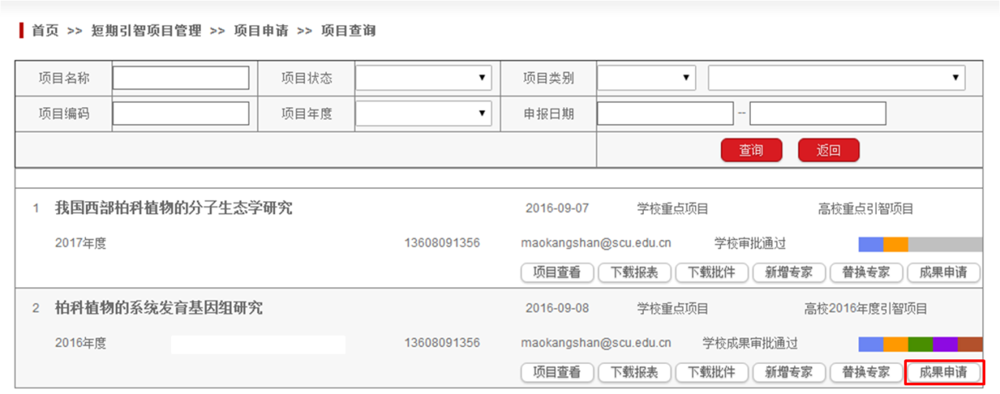 首页 >> 短期引智项目管理 >> 项目申请 >> 项目查询
项目名称 项目状态 项目类别
项目编码 项目年度 申报日期 --
查询 返回
1 我国西部柏科植物的分子生态学研究 2016-09-07 学校重点项目 高校重点引智项目
2017年度 13608091356 maokangshan@scu.edu.cn 学校审批通过
项目查看 下载报表 下载批件 新增专家 替换专家 成果申请
2 柏科植物的系统发育基因组研究 2016-09-08 学校重点项目 高校2016年度引智项目
2016年度 13608091356 maokangshan@scu.edu.cn 学校成果审批通过
项目查看 下载报表 下载批件 新增专家 替换专家 成果申请